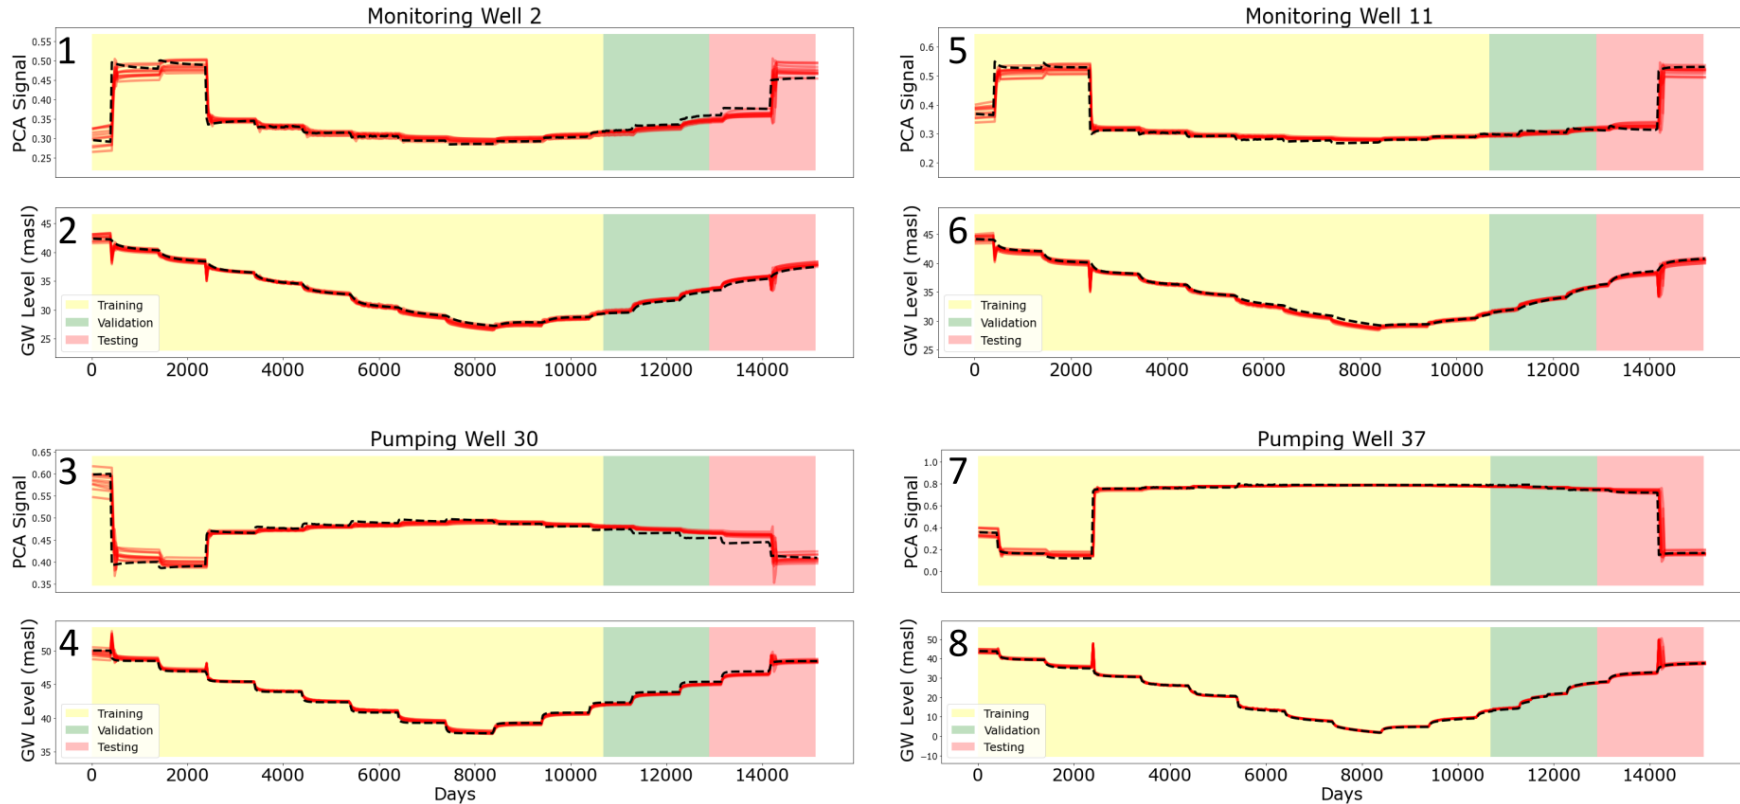 Monitoring Well 2
1
PCA Signal
0.55
0.50
0.45
0.40
0.35
0.30
0.25
2
GW Level (masl)
45
40
35
30
25
Training
Validation
Testing
0 2000 4000 6000 8000 10000 12000 14000
Monitoring Well 11
5
PCA Signal
0.6
0.5
0.4
0.3
0.2
6
GW Level (masl)
45
40
35
30
25
Training
Validation
Testing
0 2000 4000 6000 8000 10000 12000 14000
Pumping Well 30
3
PCA Signal
0.65
0.60
0.55
0.50
0.45
0.40
0.35
4
GW Level (masl)
50
45
40
35
Training
Validation
Testing
0 2000 4000 6000 8000 10000 12000 14000
Days
Pumping Well 37
7
PCA Signal
1.0
0.8
0.6
0.4
0.2
0.0
8
GW Level (masl)
50
40
30
20
10
0
−10
Training
Validation
Testing
0 2000 4000 6000 8000 10000 12000 14000
Days